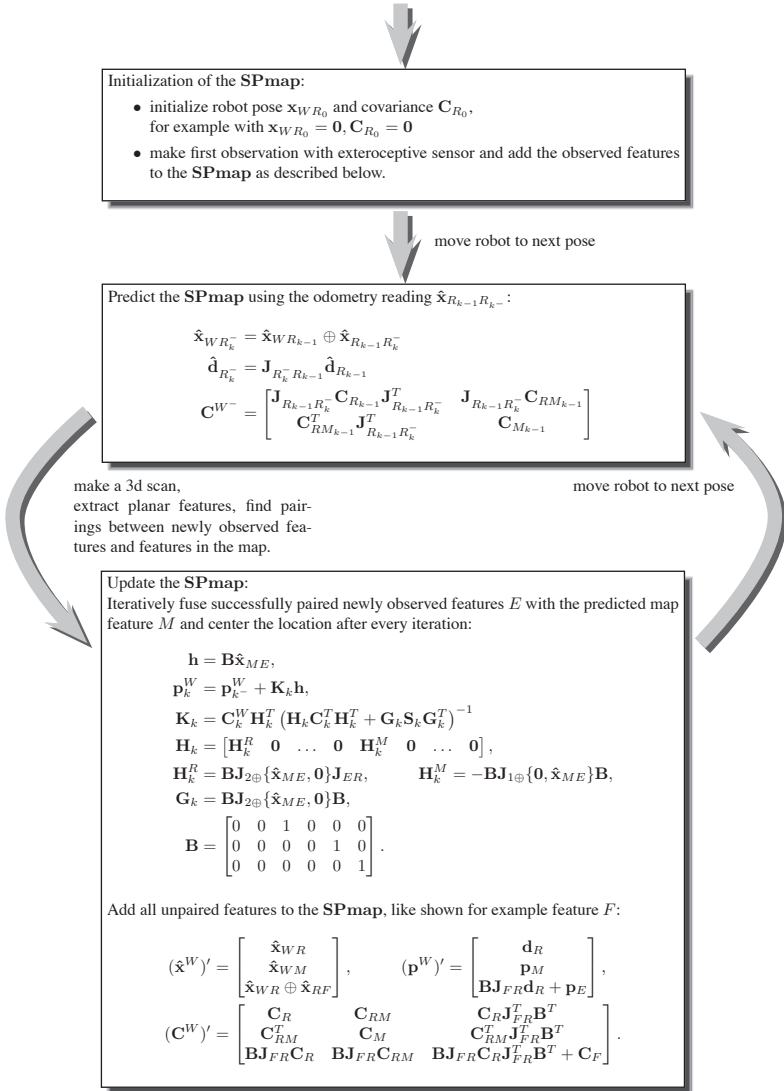 Initialization of the SPmap:
• initialize robot pose x_{WR_0} and covariance C_{R_0},
for example with x_{WR_0} = 0, C_{R_0} = 0
• make first observation with exteroceptive sensor and add the observed features
to the SPmap as described below.
move robot to next pose
Predict the SPmap using the odometry reading x̂_{R_{k−1}R_{k−}}:
x̂_{WR_k^−} = x̂_{WR_{k−1}} ⊕ x̂_{R_{k−1}R_k^−}
d̂_{R_k^−} = J_{R_k^−R_{k−1}} d̂_{R_{k−1}}
C^{W^−} = [ J_{R_{k−1}R_k^−} C_{R_{k−1}} J^T_{R_{k−1}R_k^−}   J_{R_{k−1}R_k^−} C_{RM_{k−1}}
C^T_{RM_{k−1}} J^T_{R_{k−1}R_k^−}   C_{M_{k−1}} ]
make a 3d scan,
extract planar features, find pair-
ings between newly observed fea-
tures and features in the map.
move robot to next pose
Update the SPmap:
Iteratively fuse successfully paired newly observed features E with the predicted map
feature M and center the location after every iteration:
h = Bx̂_{ME},
p_k^W = p_{k^−}^W + K_k h,
K_k = C_k^W H_k^T (H_k C_k^T H_k^T + G_k S_k G_k^T)^{−1}
H_k = [H_k^R 0 … 0 H_k^M 0 … 0],
H_k^R = BJ_{2⊕}{x̂_{ME}, 0}J_{ER},   H_k^M = −BJ_{1⊕}{0, x̂_{ME}}B,
G_k = BJ_{2⊕}{x̂_{ME}, 0}B,
B = [ 0 0 1 0 0 0
0 0 0 0 1 0
0 0 0 0 0 1 ].
Add all unpaired features to the SPmap, like shown for example feature F:
(x̂^W)′ = [ x̂_{WR}
x̂_{WM}
x̂_{WR} ⊕ x̂_{RF} ],   (p^W)′ = [ d_R
p_M
BJ_{FR}d_R + p_E ],
(C^W)′ = [ C_R   C_{RM}   C_R J^T_{FR} B^T
C^T_{RM}   C_M   C^T_{RM} J^T_{FR} B^T
BJ_{FR}C_R   BJ_{FR}C_{RM}   BJ_{FR}C_R J^T_{FR} B^T + C_F ].